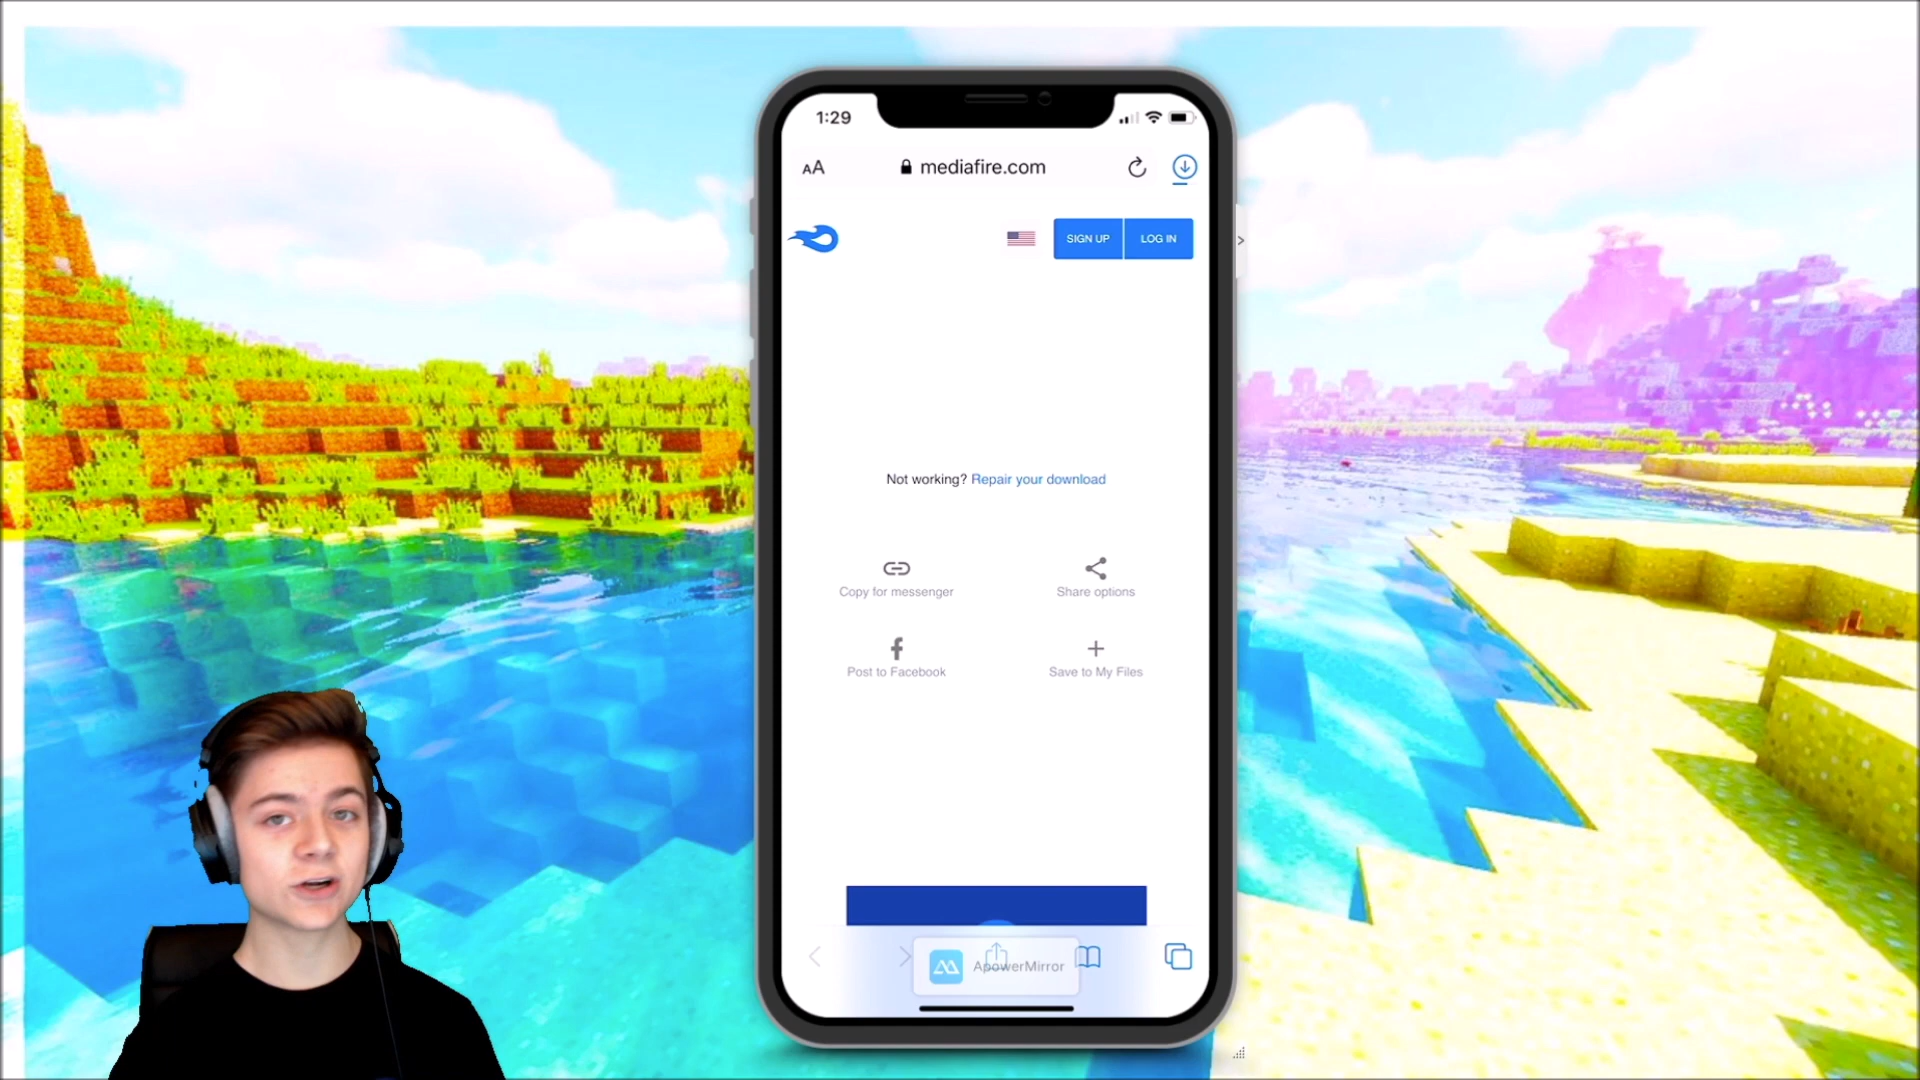 1:29
AA
mediafire.com
SIGN UP
LOG IN
Not working? Repair your download
Copy for messenger
Share options
Post to Facebook
Save to My Files
ApowerMirror